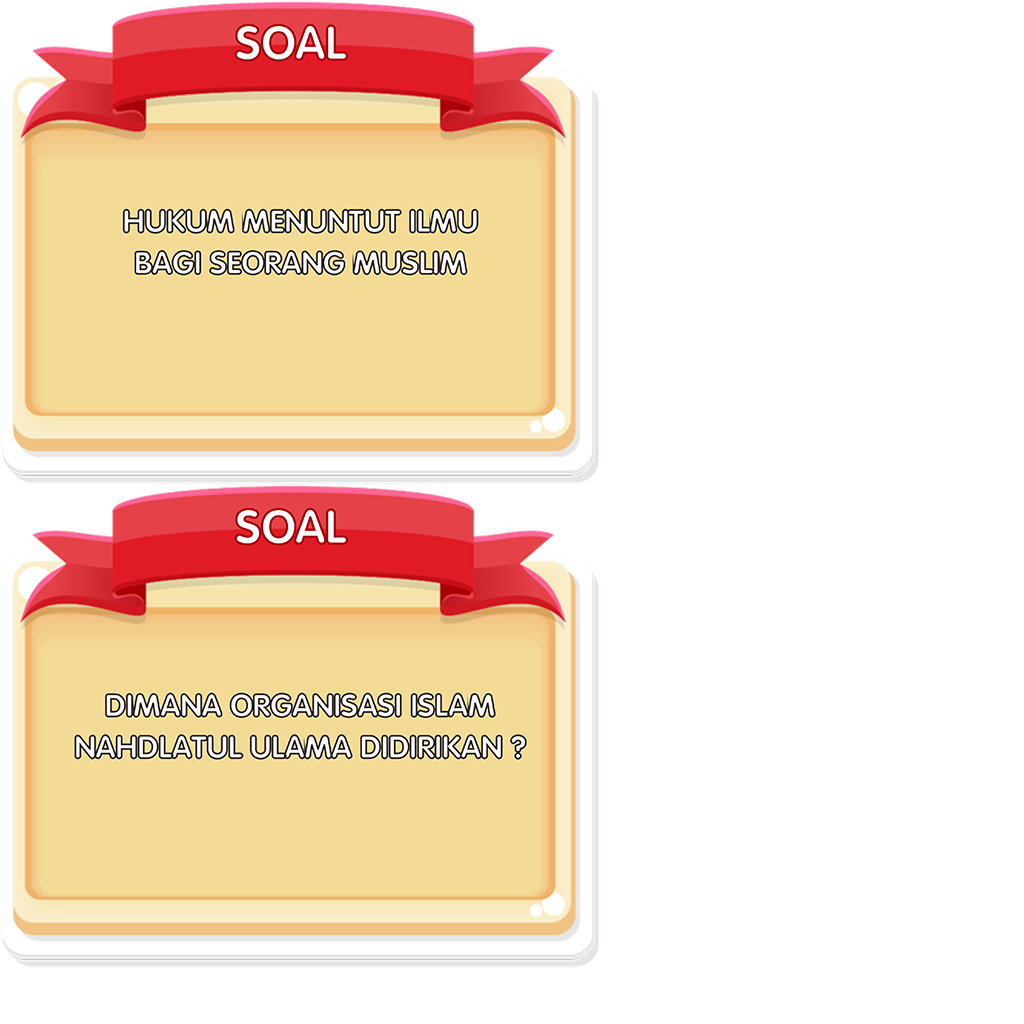 SOAL
HUKUM MENUNTUT ILMU
BAGI SEORANG MUSLIM
SOAL
DIMANA ORGANISASI ISLAM
NAHDLATUL ULAMA DIDIRIKAN ?